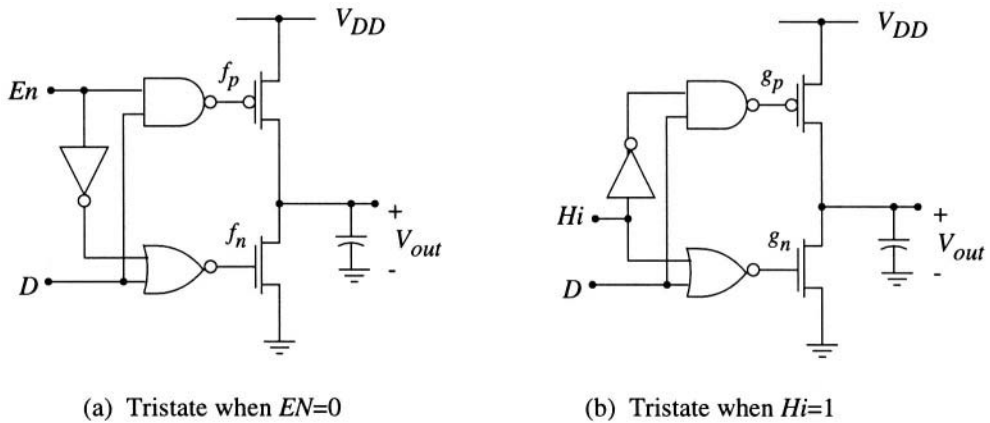 V_DD
f_p
En
f_n
+
V_out
-
D
(a) Tristate when EN=0
V_DD
g_p
Hi
g_n
+
V_out
-
D
(b) Tristate when Hi=1